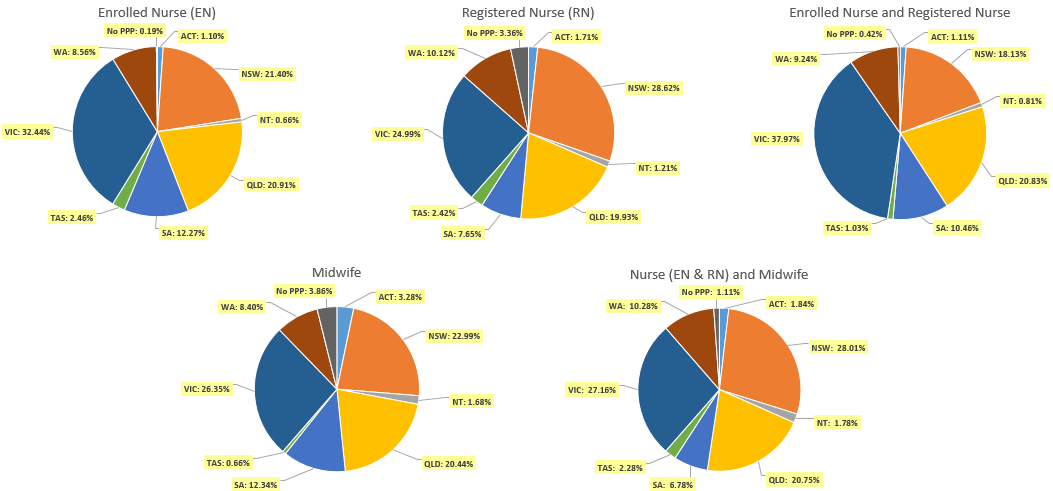 Enrolled Nurse (EN)
No PPP: 0.19%
ACT: 1.10%
WA: 8.56%
NSW: 21.40%
NT: 0.66%
VIC: 32.44%
QLD: 20.91%
TAS: 2.46%
SA: 12.27%
Registered Nurse (RN)
No PPP: 3.36%
ACT: 1.71%
WA: 10.12%
NSW: 28.62%
VIC: 24.99%
NT: 1.21%
TAS: 2.42%
QLD: 19.93%
SA: 7.65%
Enrolled Nurse and Registered Nurse
No PPP: 0.42%
ACT: 1.11%
WA: 9.24%
NSW: 18.13%
NT: 0.81%
VIC: 37.97%
QLD: 20.83%
TAS: 1.03%
SA: 10.46%
Midwife
No PPP: 3.86%
ACT: 3.28%
WA: 8.40%
NSW: 22.99%
VIC: 26.35%
NT: 1.68%
TAS: 0.66%
QLD: 20.44%
SA: 12.34%
Nurse (EN & RN) and Midwife
No PPP: 1.11%
ACT: 1.84%
WA: 10.28%
NSW: 28.01%
VIC: 27.16%
NT: 1.78%
TAS: 2.28%
QLD: 20.75%
SA: 6.78%